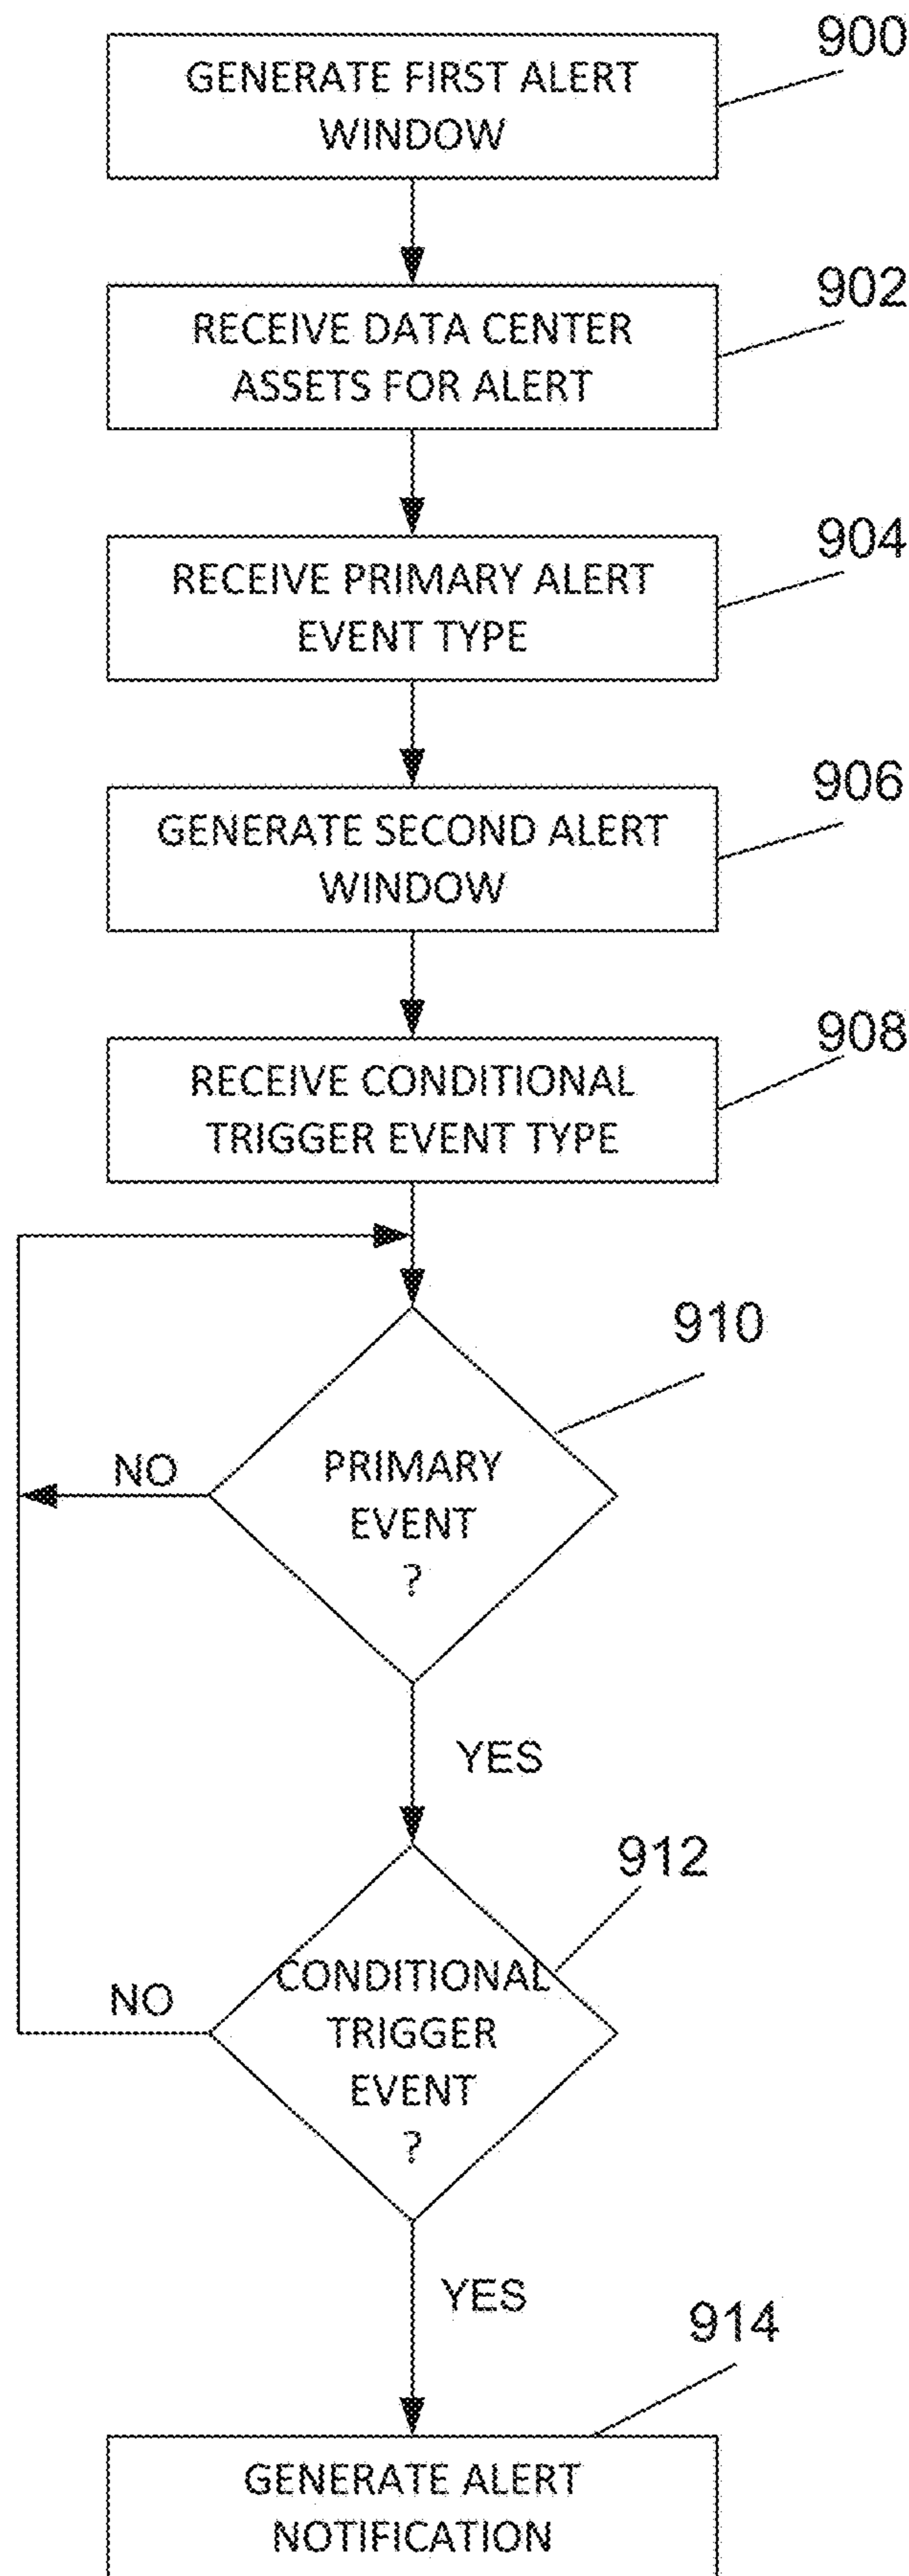 900
GENERATE FIRST ALERT
WINDOW
902
RECEIVE DATA CENTER
ASSETS FOR ALERT
904
RECEIVE PRIMARY ALERT
EVENT TYPE
906
GENERATE SECOND ALERT
WINDOW
908
RECEIVE CONDITIONAL
TRIGGER EVENT TYPE
910
NO
PRIMARY
EVENT
?
YES
912
NO
CONDITIONAL
TRIGGER
EVENT
?
YES
914
GENERATE ALERT
NOTIFICATION